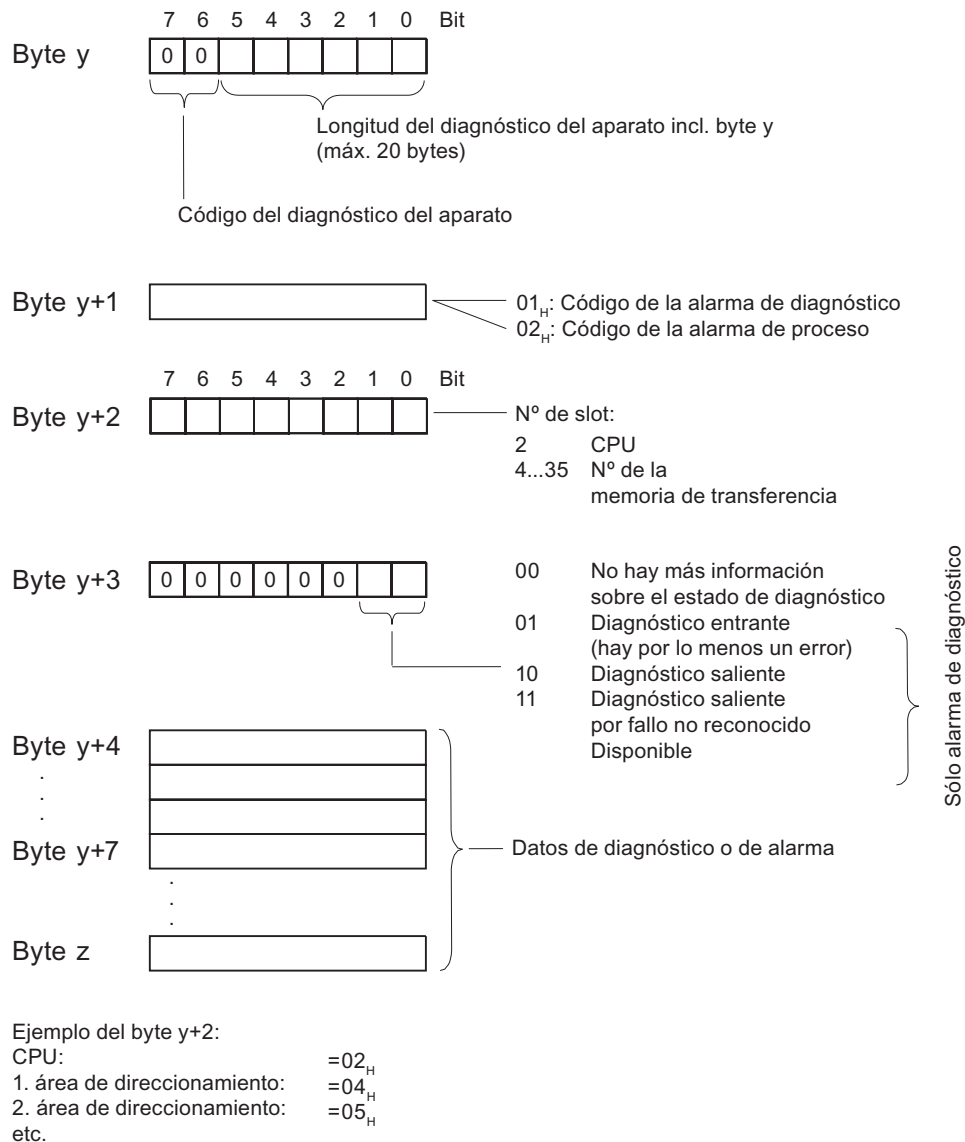 7 6 5 4 3 2 1 0 Bit
Byte y
0 0
Longitud del diagnóstico del aparato incl. byte y
(máx. 20 bytes)
Código del diagnóstico del aparato
Byte y+1
01H: Código de la alarma de diagnóstico
02H: Código de la alarma de proceso
7 6 5 4 3 2 1 0 Bit
Byte y+2
Nº de slot:
2 CPU
4...35 Nº de la
memoria de transferencia
Byte y+3
0 0 0 0 0 0
00 No hay más información
sobre el estado de diagnóstico
01 Diagnóstico entrante
(hay por lo menos un error)
10 Diagnóstico saliente
11 Diagnóstico saliente
por fallo no reconocido
Disponible
Sólo alarma de diagnóstico
Byte y+4
.
.
.
Byte y+7
Datos de diagnóstico o de alarma
.
.
.
Byte z
Ejemplo del byte y+2:
CPU: =02H
1. área de direccionamiento: =04H
2. área de direccionamiento: =05H
etc.